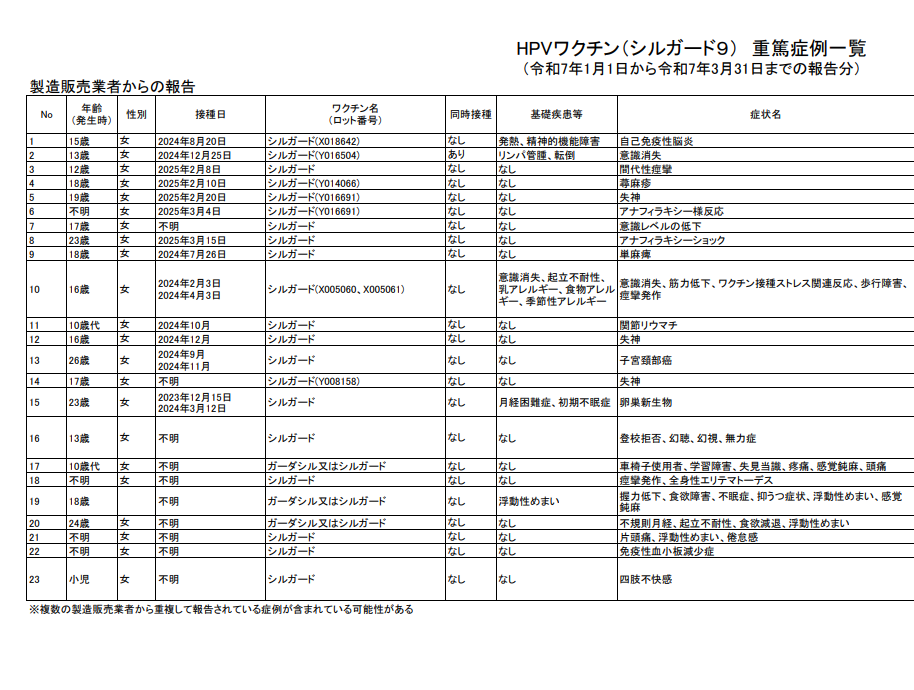 HPVワクチン（シルガード９） 重篤症例一覧
（令和7年1月1日から令和7年3月31日までの報告分）
製造販売業者からの報告
No 年齢（発生時） 性別 接種日 ワクチン名（ロット番号） 同時接種 基礎疾患等 症状名
1 15歳 女 2024年8月20日 シルガード(X018642) なし 発熱、精神的機能障害 自己免疫性脳炎
2 13歳 女 2024年12月25日 シルガード(Y016504) あり リンパ管腫、転倒 意識消失
3 12歳 女 2025年2月8日 シルガード なし なし 間代性痙攣
4 18歳 女 2025年2月10日 シルガード(Y014066) なし なし 蕁麻疹
5 19歳 女 2025年2月20日 シルガード(Y016691) なし なし 失神
6 不明 女 2025年3月4日 シルガード(Y016691) なし なし アナフィラキシー様反応
7 17歳 女 不明 シルガード なし なし 意識レベルの低下
8 23歳 女 2025年3月15日 シルガード なし なし アナフィラキシーショック
9 18歳 女 2024年7月26日 シルガード なし なし 単麻痺
10 16歳 女 2024年2月3日 2024年4月3日 シルガード(X005060、X005061) なし 意識消失、起立不耐性、乳アレルギー、食物アレルギー、季節性アレルギー 意識消失、筋力低下、ワクチン接種ストレス関連反応、歩行障害、痙攣発作
11 10歳代 女 2024年10月 シルガード なし なし 関節リウマチ
12 16歳 女 2024年12月 シルガード なし なし 失神
13 26歳 女 2024年9月 2024年11月 シルガード なし なし 子宮頚部癌
14 17歳 女 不明 シルガード(Y008158) なし なし 失神
15 23歳 女 2023年12月15日 2024年3月12日 シルガード なし 月経困難症、初期不眠症 卵巣新生物
16 13歳 女 不明 シルガード なし なし 登校拒否、幻聴、幻視、無力症
17 10歳代 女 不明 ガーダシル又はシルガード なし なし 車椅子使用者、学習障害、失見当識、疼痛、感覚鈍麻、頭痛
18 不明 女 不明 シルガード なし なし 痙攣発作、全身性エリテマトーデス
19 18歳 不明 ガーダシル又はシルガード なし 浮動性めまい 握力低下、食欲障害、不眠症、抑うつ症状、浮動性めまい、感覚鈍麻
20 24歳 女 不明 ガーダシル又はシルガード なし なし 不規則月経、起立不耐性、食欲減退、浮動性めまい
21 不明 女 不明 シルガード なし なし 片頭痛、浮動性めまい、倦怠感
22 不明 女 不明 シルガード なし なし 免疫性血小板減少症
23 小児 女 不明 シルガード なし なし 四肢不快感
※複数の製造販売業者から重複して報告されている症例が含まれている可能性がある